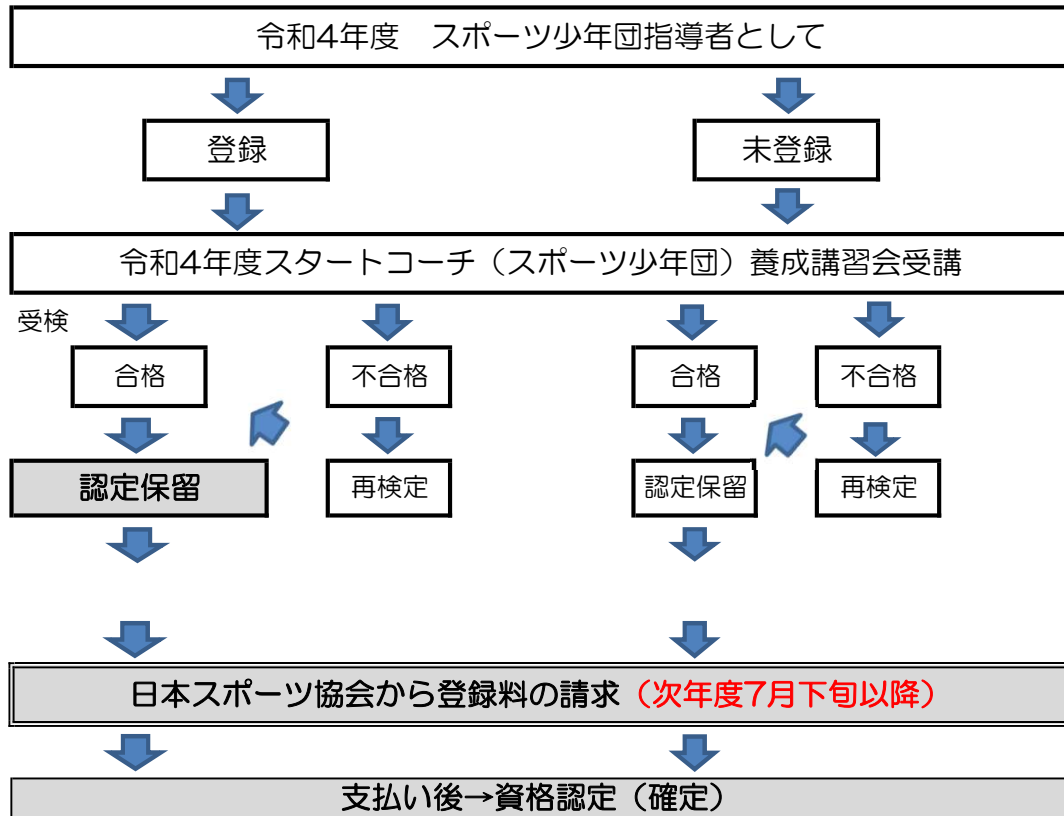 令和4年度　スポーツ少年団指導者として
登録
未登録
令和4年度スタートコーチ（スポーツ少年団）養成講習会受講
受検
合格
不合格
合格
不合格
認定保留
再検定
認定保留
再検定
日本スポーツ協会から登録料の請求（次年度7月下旬以降）
支払い後→資格認定（確定）